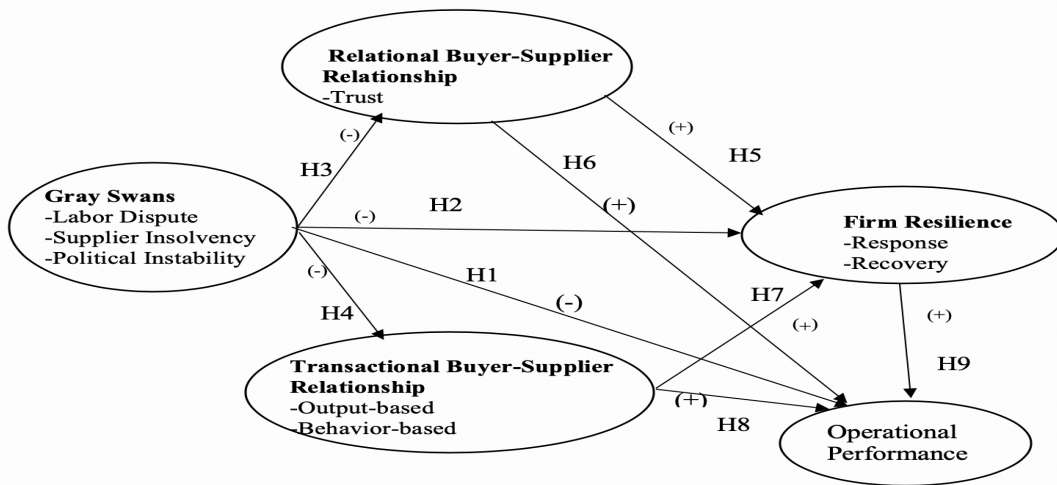 Relational Buyer-Supplier
Relationship
-Trust
(-)
(+)
H3
H6
H5
Gray Swans
-Labor Dispute
-Supplier Insolvency
-Political Instability
(-)
H2
(+)
Firm Resilience
-Response
-Recovery
(-)
H1
(-)
H7
H4
(+)
(+)
H9
Transactional Buyer-Supplier
Relationship
-Output-based
-Behavior-based
(+)
H8
Operational
Performance